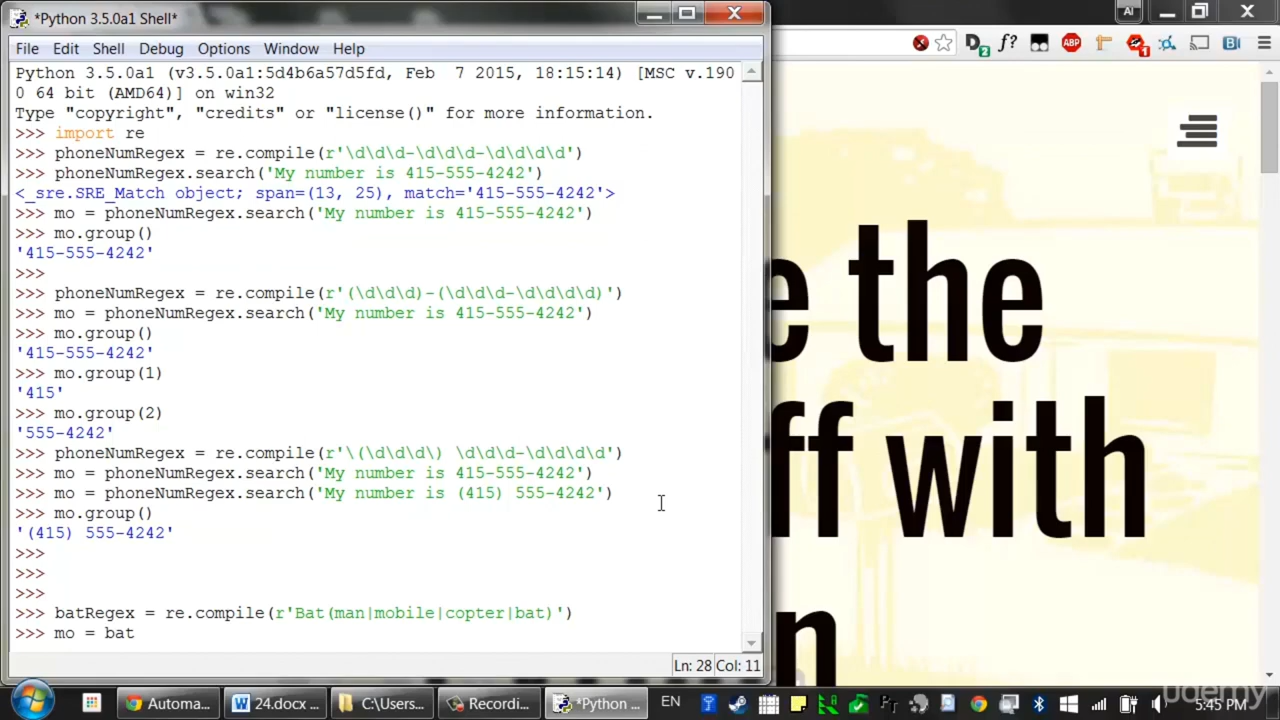 *Python 3.5.0a1 Shell*
File Edit Shell Debug Options Window Help
Python 3.5.0a1 (v3.5.0a1:5d4b6a57d5fd, Feb  7 2015, 18:15:14) [MSC v.190
0 64 bit (AMD64)] on win32
Type "copyright", "credits" or "license()" for more information.
>>> import re
>>> phoneNumRegex = re.compile(r'\d\d\d-\d\d\d-\d\d\d\d')
>>> phoneNumRegex.search('My number is 415-555-4242')
<_sre.SRE_Match object; span=(13, 25), match='415-555-4242'>
>>> mo = phoneNumRegex.search('My number is 415-555-4242')
>>> mo.group()
'415-555-4242'
>>>
>>> phoneNumRegex = re.compile(r'(\d\d\d)-(\d\d\d-\d\d\d\d)')
>>> mo = phoneNumRegex.search('My number is 415-555-4242')
>>> mo.group()
'415-555-4242'
>>> mo.group(1)
'415'
>>> mo.group(2)
'555-4242'
>>> phoneNumRegex = re.compile(r'\(\d\d\d\) \d\d\d-\d\d\d\d')
>>> mo = phoneNumRegex.search('My number is 415-555-4242')
>>> mo = phoneNumRegex.search('My number is (415) 555-4242')
>>> mo.group()
'(415) 555-4242'
>>>
>>>
>>>
>>> batRegex = re.compile(r'Bat(man|mobile|copter|bat)')
>>> mo = bat
Ln: 28 Col: 11
AI
D 2 f? ABP 1 B
e the
ff with
n
Automa... 24.docx ... C:\Users... Recordi... *Python ... EN Pr 5:45 PM
udemy